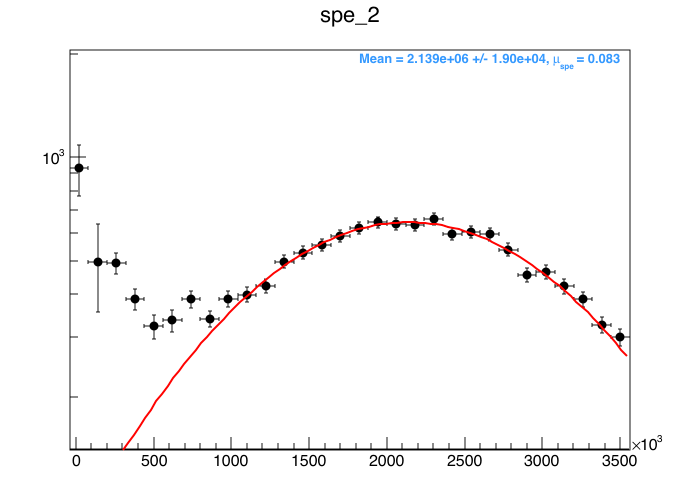 spe_2
Mean = 2.139e+06 +/- 1.90e+04, μspe = 0.083
10³
0 500 1000 1500 2000 2500 3000 3500 ×10³